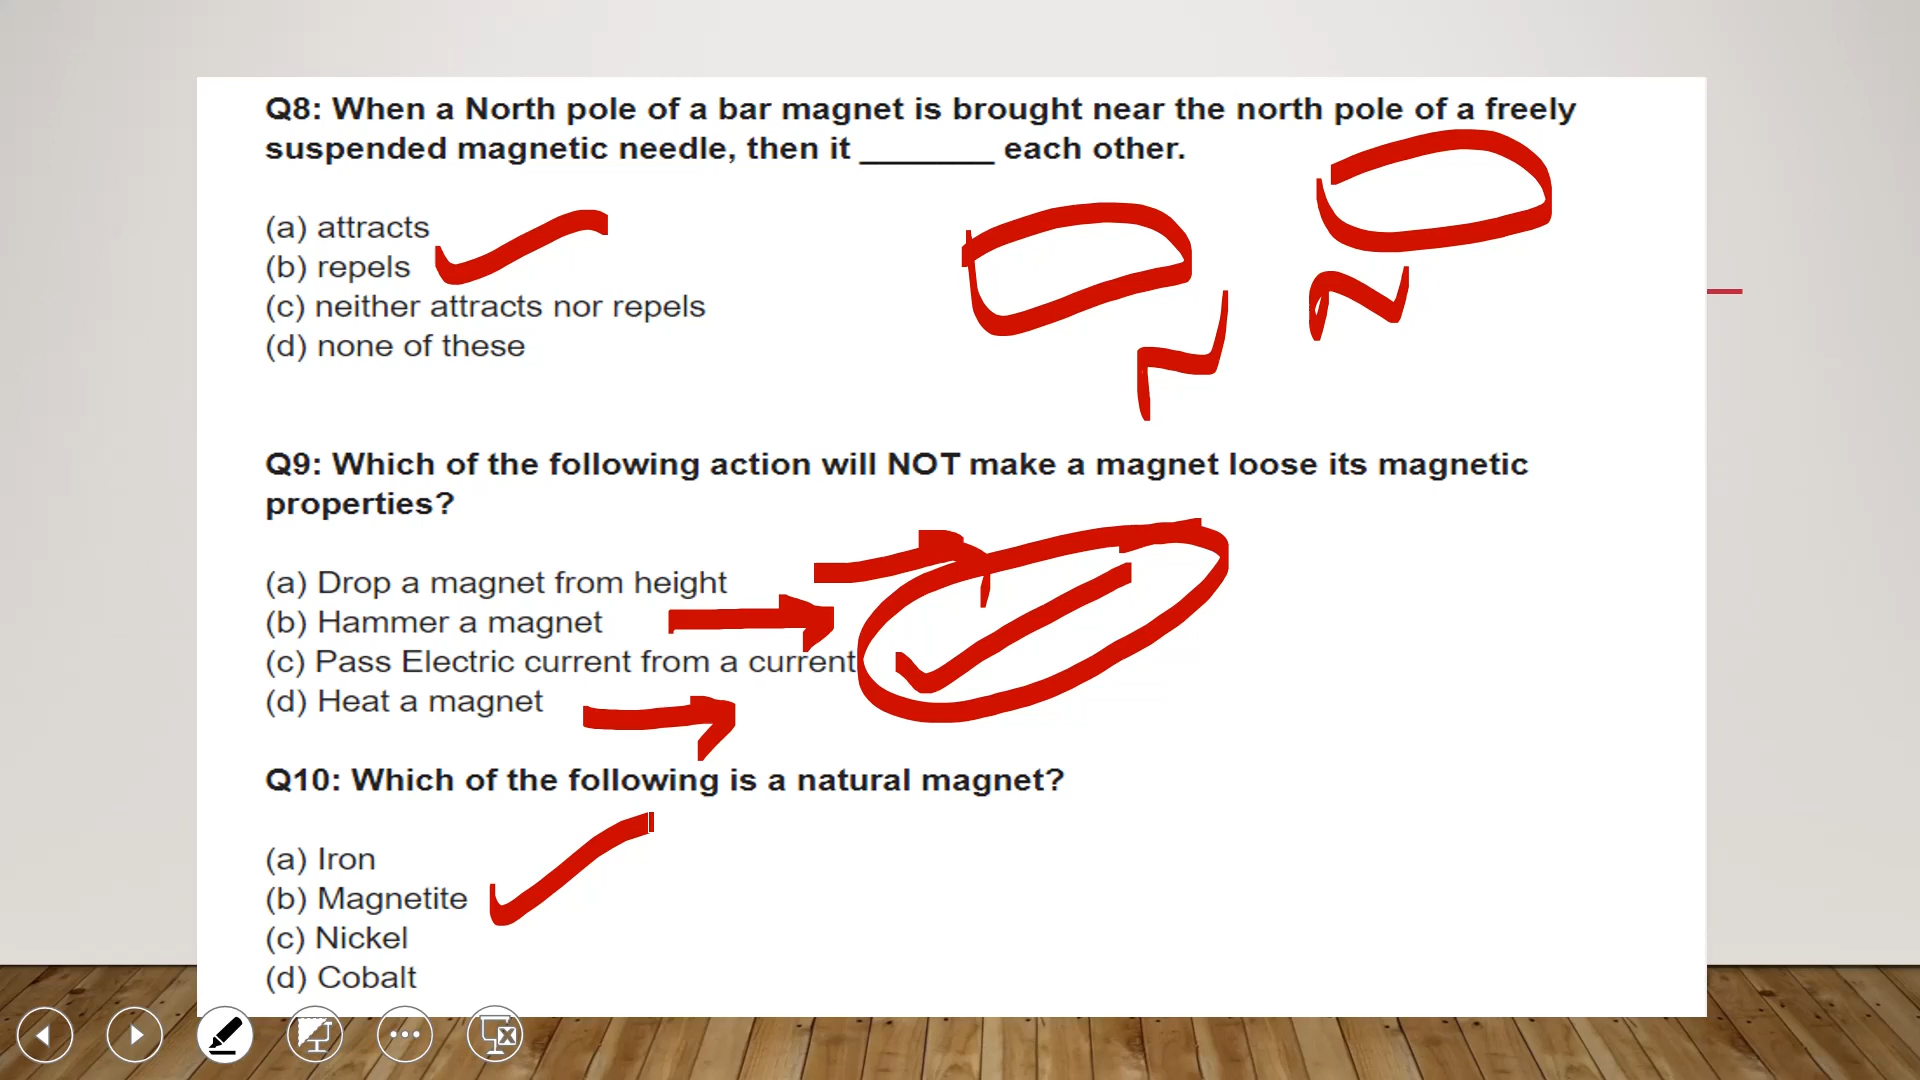 Q8: When a North pole of a bar magnet is brought near the north pole of a freely
suspended magnetic needle, then it ________ each other.
(a) attracts
(b) repels
(c) neither attracts nor repels
(d) none of these
N
N
Q9: Which of the following action will NOT make a magnet loose its magnetic
properties?
(a) Drop a magnet from height
(b) Hammer a magnet
(c) Pass Electric current from a current
(d) Heat a magnet
Q10: Which of the following is a natural magnet?
(a) Iron
(b) Magnetite
(c) Nickel
(d) Cobalt